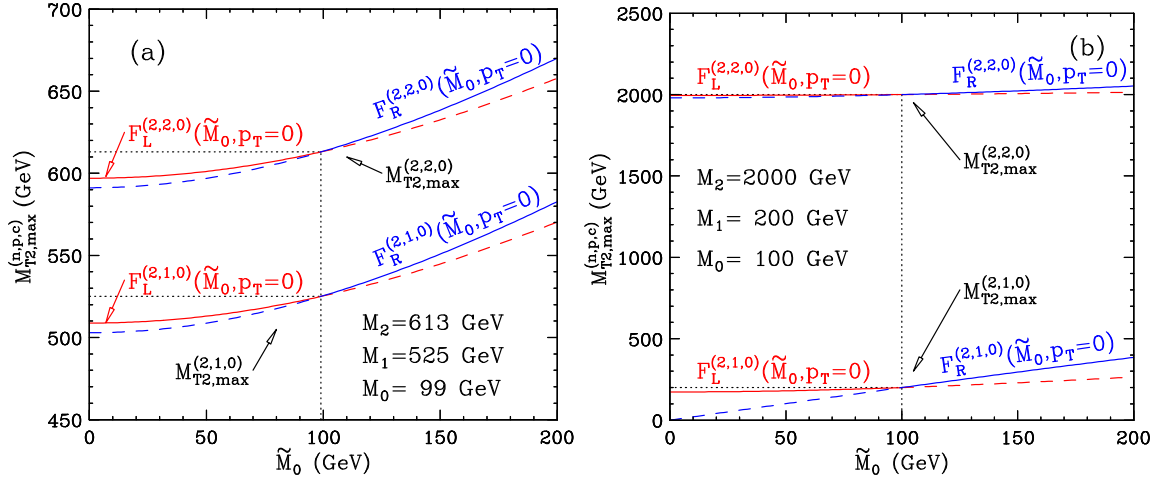 (a)
M_{T2,max}^{(n,p,c)} (GeV)
700
650
600
550
500
450
F_L^{(2,2,0)}(M̃_0,p_T=0)
F_R^{(2,2,0)}(M̃_0,p_T=0)
M_{T2,max}^{(2,2,0)}
F_L^{(2,1,0)}(M̃_0,p_T=0)
F_R^{(2,1,0)}(M̃_0,p_T=0)
M_{T2,max}^{(2,1,0)}
M_2=613 GeV
M_1=525 GeV
M_0= 99 GeV
0 50 100 150 200
M̃_0 (GeV)
(b)
M_{T2,max}^{(n,p,c)} (GeV)
2500
2000
1500
1000
500
0
F_L^{(2,2,0)}(M̃_0,p_T=0)
F_R^{(2,2,0)}(M̃_0,p_T=0)
M_{T2,max}^{(2,2,0)}
M_2=2000 GeV
M_1= 200 GeV
M_0= 100 GeV
M_{T2,max}^{(2,1,0)}
F_L^{(2,1,0)}(M̃_0,p_T=0)
F_R^{(2,1,0)}(M̃_0,p_T=0)
0 50 100 150 200
M̃_0 (GeV)